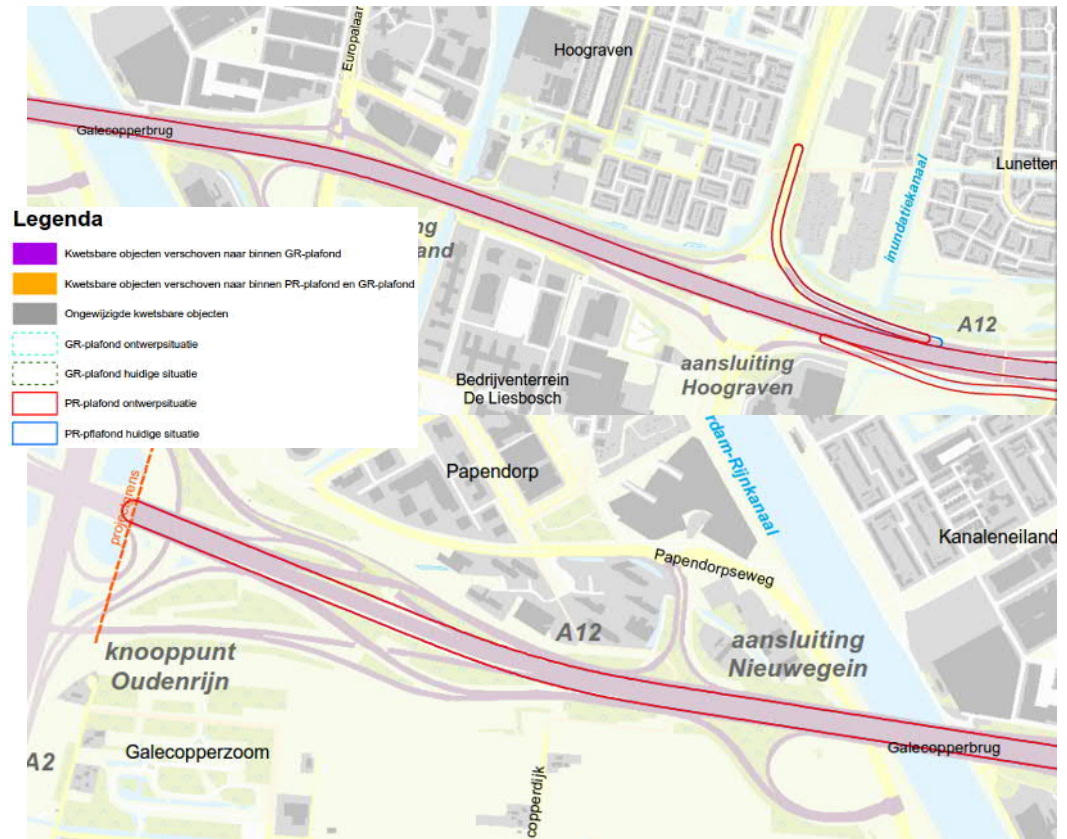 Europalaan
Hoograven
Galecopperbrug
Lunetten
inundatiekanaal
Legenda
Kwetsbare objecten verschoven naar binnen GR-plafond
Kwetsbare objecten verschoven naar binnen PR-plafond en GR-plafond
Ongewijzigde kwetsbare objecten
GR-plafond ontwerpsituatie
GR-plafond huidige situatie
PR-plafond ontwerpsituatie
PR-pflafond huidige situatie
ng
and
A12
aansluiting
Hoograven
Bedrijventerrein
De Liesbosch
projectgrens
Papendorp
rdam-Rijnkanaal
Kanaleneiland
Papendorpseweg
A12
aansluiting
Nieuwegein
knooppunt
Oudenrijn
Galecopperbrug
Galecopperzoom
A2
copperdijk